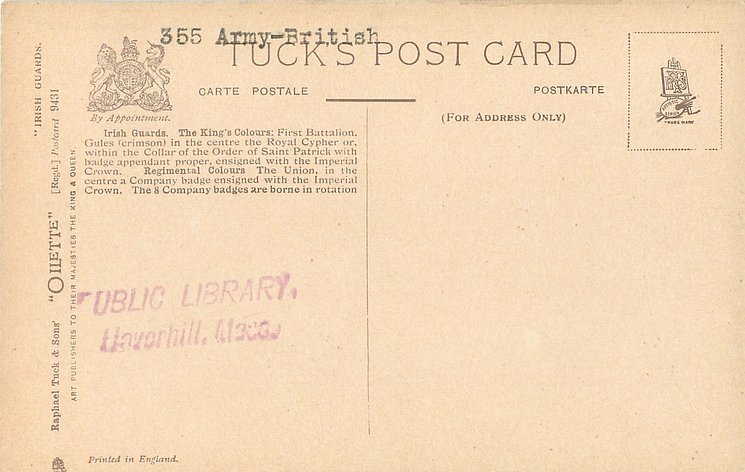 355 Army-British
TUCK'S POST CARD
CARTE POSTALE
POSTKARTE
(FOR ADDRESS ONLY)
By Appointment.
Irish Guards. The King's Colours: First Battalion,
Gules (crimson) in the centre the Royal Cypher or,
within the Collar of the Order of Saint Patrick with
badge appendant proper, ensigned with the Imperial
Crown. Regimental Colours The Union, in the
centre a Company badge ensigned with the Imperial
Crown. The 8 Company badges are borne in rotation
"IRISH GUARDS.
Raphael Tuck & Sons' "OILETTE" [Regd.] Postcard 9431
ART PUBLISHERS TO THEIR MAJESTIES THE KING & QUEEN.
PUBLIC LIBRARY,
Haverhill, Mass.
Printed in England.
TRADE MARK